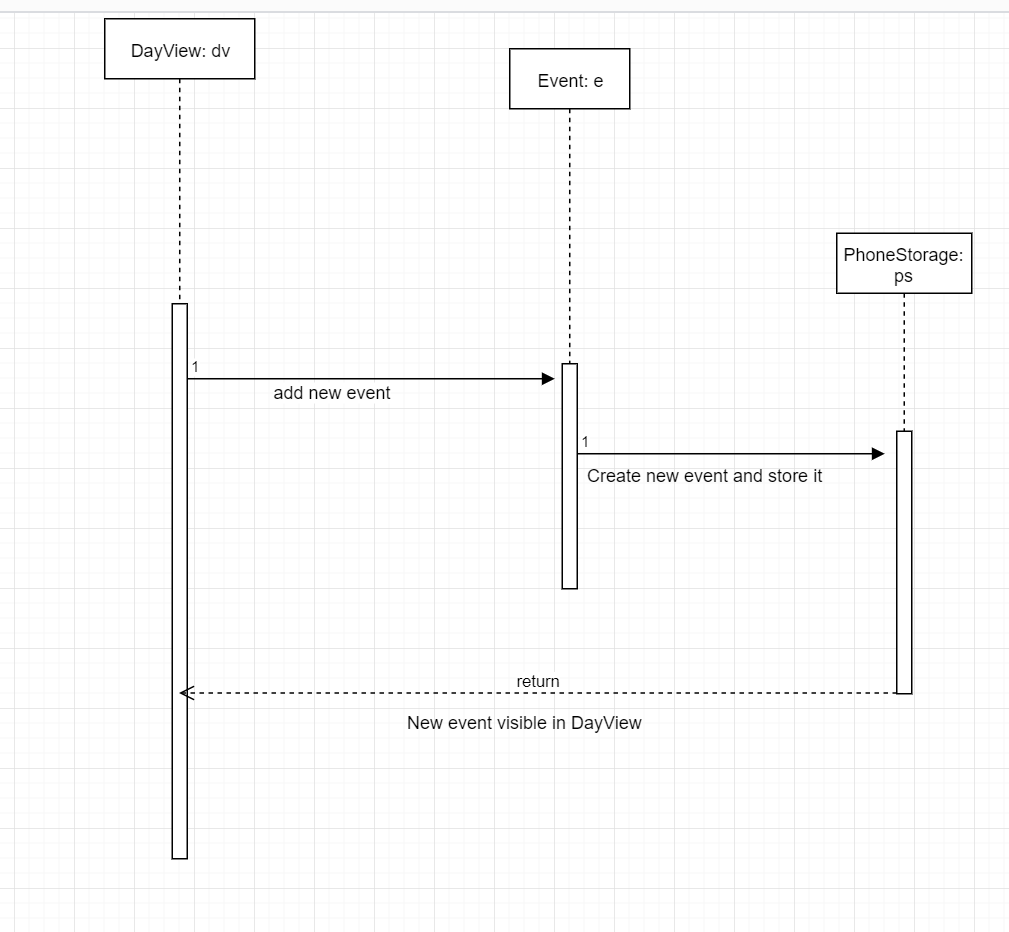 DayView: dv
Event: e
PhoneStorage:
ps
1
add new event
1
Create new event and store it
return
New event visible in DayView